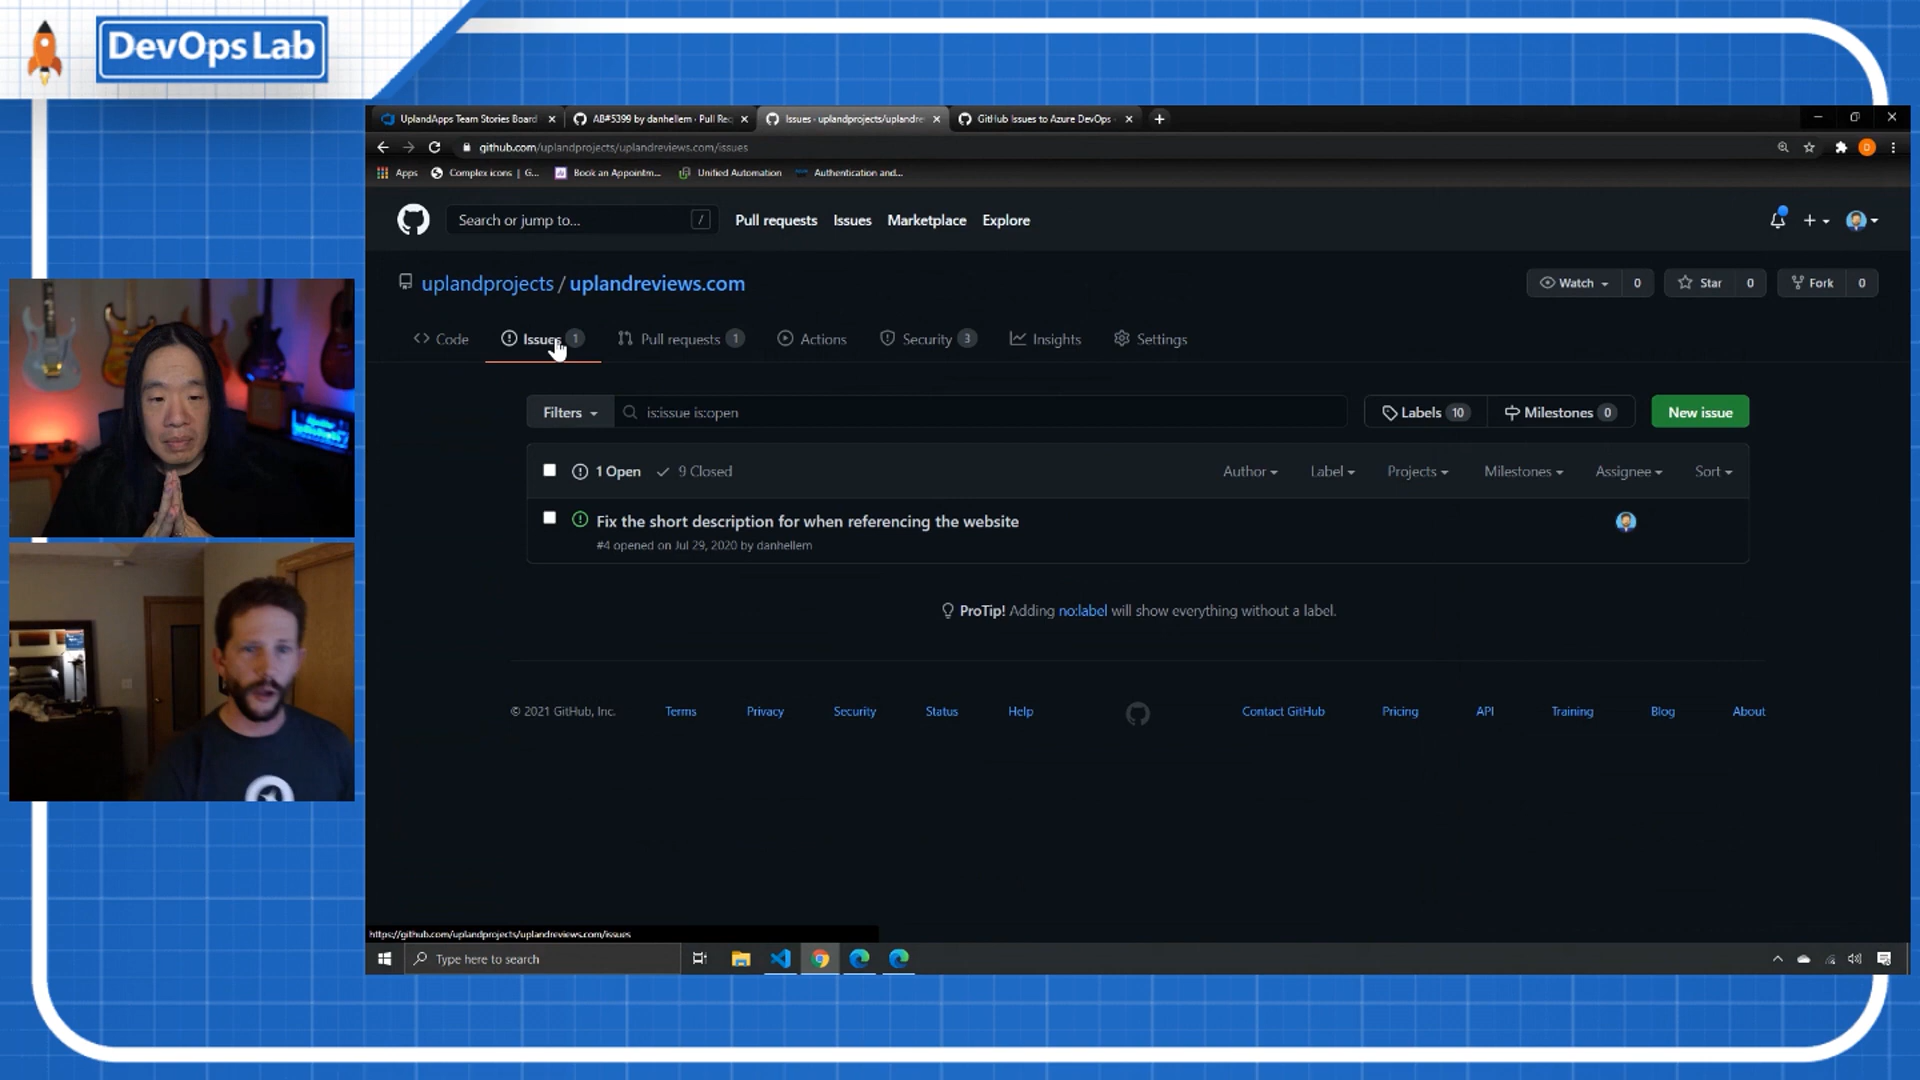 DevOps Lab
UplandApps Team Stories Board
AB#5399 by danhellem · Pull Req
Issues · uplandprojects/uplandre
GitHub Issues to Azure DevOps ·
github.com/uplandprojects/uplandreviews.com/issues
Apps
Complex icons | G...
Book an Appointm...
Unified Automation
Authentication and...
Search or jump to...
/
Pull requests
Issues
Marketplace
Explore
uplandprojects / uplandreviews.com
Watch
0
Star
0
Fork
0
<> Code
Issues
1
Pull requests
1
Actions
Security
3
Insights
Settings
Filters
is:issue is:open
Labels
10
Milestones
0
New issue
1 Open
9 Closed
Author
Label
Projects
Milestones
Assignee
Sort
Fix the short description for when referencing the website
#4 opened on Jul 29, 2020 by danhellem
ProTip! Adding no:label will show everything without a label.
© 2021 GitHub, Inc.
Terms
Privacy
Security
Status
Help
Contact GitHub
Pricing
API
Training
Blog
About
https://github.com/uplandprojects/uplandreviews.com/issues
Type here to search